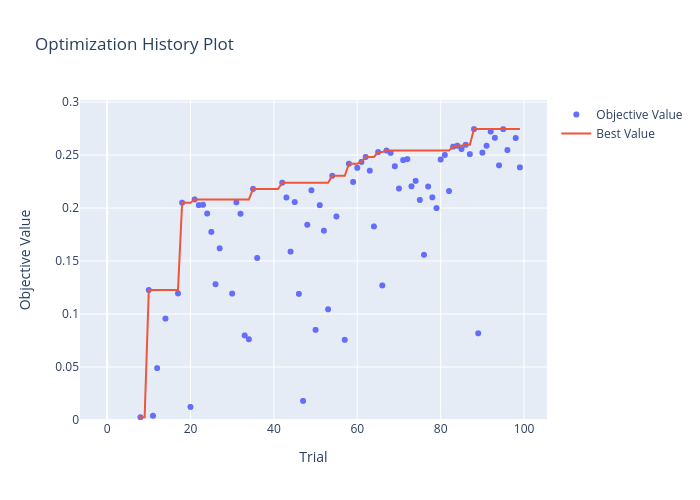 Optimization History Plot
Objective Value
Best Value
0.3
0.25
0.2
0.15
0.1
0.05
0
Objective Value
0
20
40
60
80
100
Trial